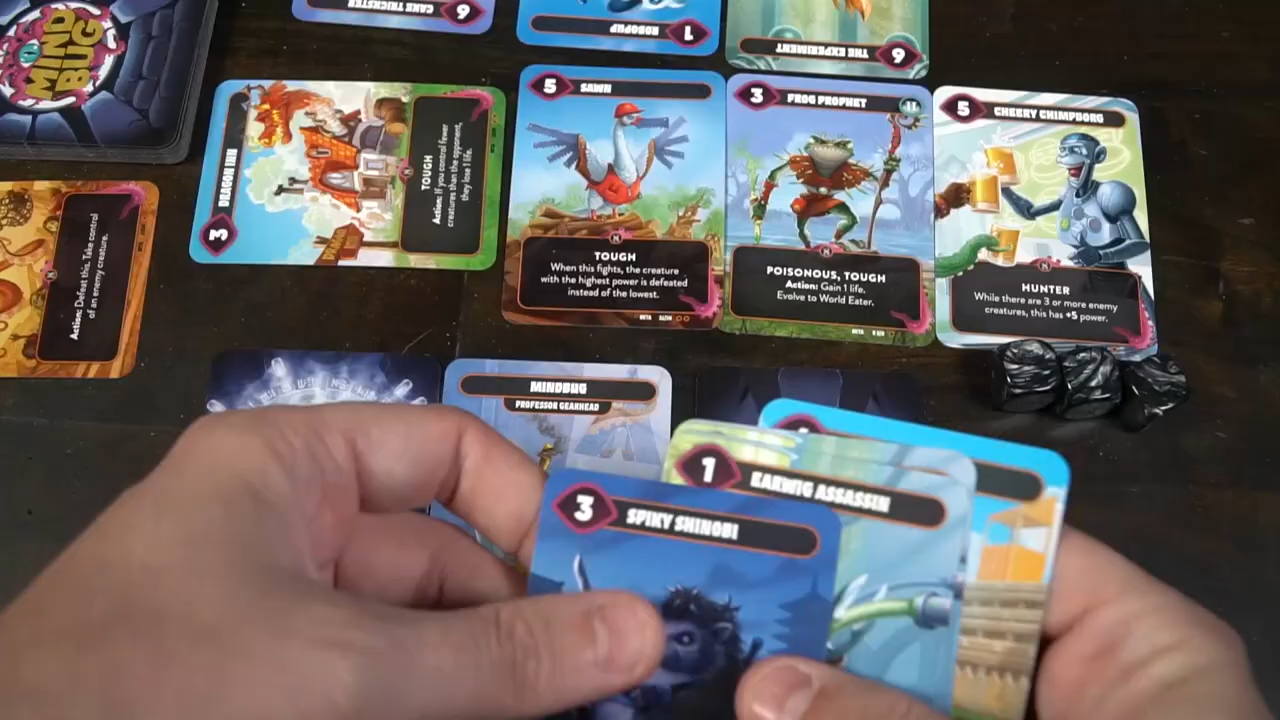 MIND
BUG
CAKE TRICKSTER
6
ROBOPUP
1
THE EXPERIMENT
6
Action: Defeat this. Take control
of an enemy creature.
3
DRAGON INN
TOUGH
Action: If you control fewer
creatures than the opponent,
they lose 1 life.
5
SAWN
TOUGH
When this fights, the creature
with the highest power is defeated
instead of the lowest.
BETA
3
FROG PROPHET
II
POISONOUS, TOUGH
Action: Gain 1 life.
Evolve to World Eater.
BETA
5
CHEERY CHIMPBORG
HUNTER
While there are 3 or more enemy
creatures, this has +5 power.
MINDBUG
PROFESSOR GEARHEAD
1
EARWIG ASSASSIN
3
SPIKY SHINOBI